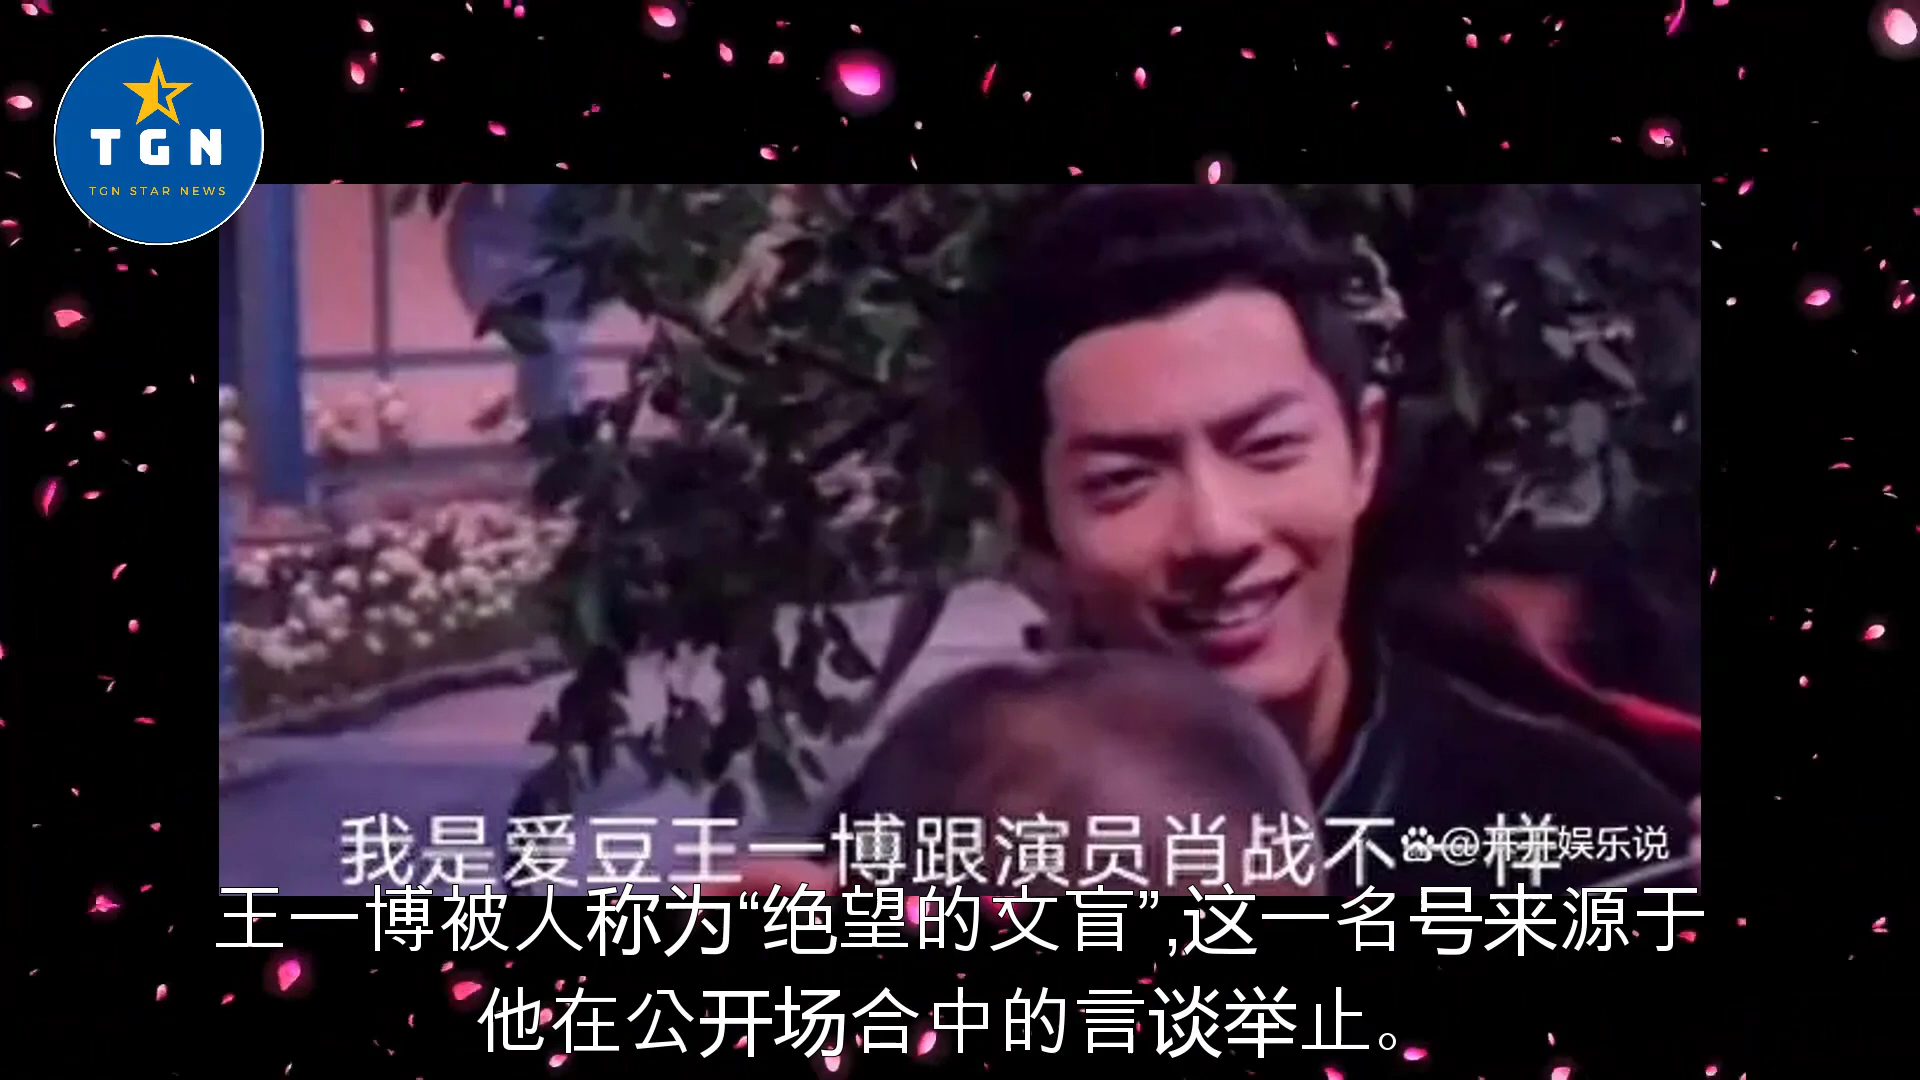 TGN
TGN STAR NEWS
我是爱豆王一博跟演员肖战不一样
@开开娱乐说
王一博被人称为“绝望的文盲”,这一名号来源于
他在公开场合中的言谈举止。